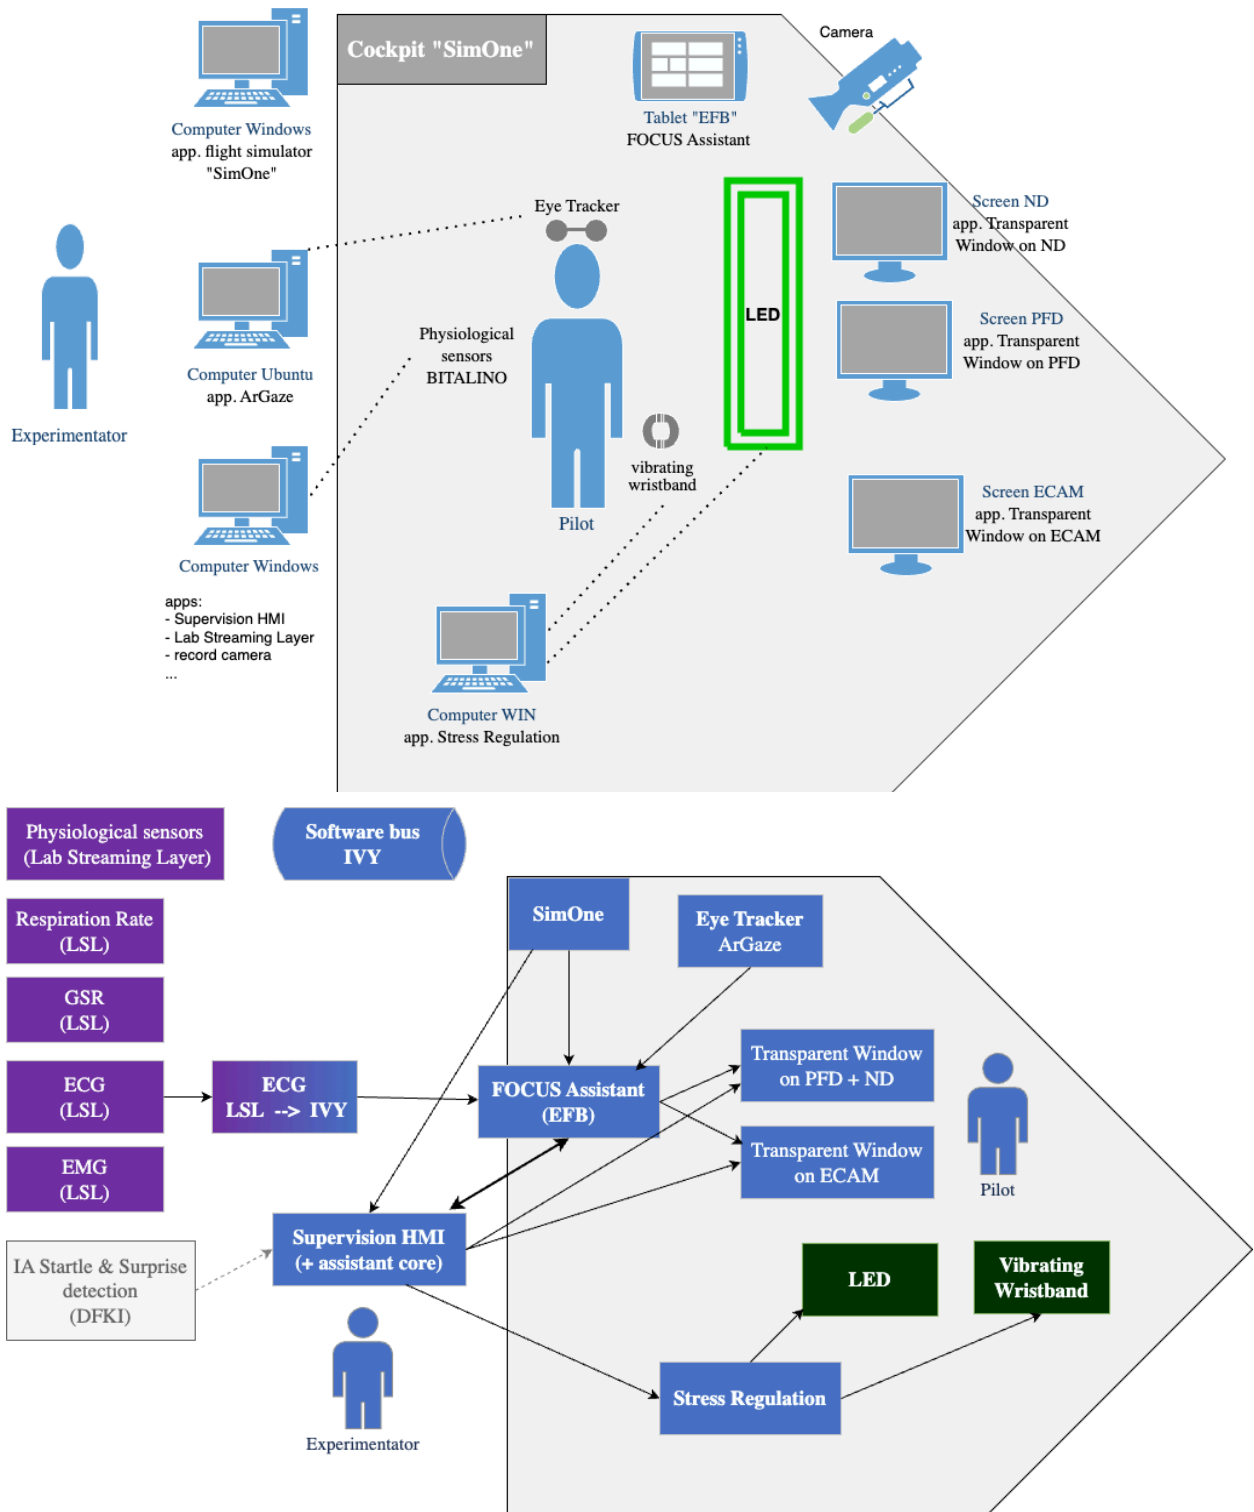 Cockpit "SimOne"
Camera
Computer Windows
app. flight simulator
"SimOne"
Tablet "EFB"
FOCUS Assistant
Eye Tracker
Screen ND
app. Transparent
Window on ND
LED
Screen PFD
app. Transparent
Window on PFD
Physiological
sensors
BITALINO
Computer Ubuntu
app. ArGaze
Experimentator
vibrating
wristband
Pilot
Screen ECAM
app. Transparent
Window on ECAM
Computer Windows
apps:
- Supervision HMI
- Lab Streaming Layer
- record camera
...
Computer WIN
app. Stress Regulation
Physiological sensors
(Lab Streaming Layer)
Software bus
IVY
Respiration Rate
(LSL)
SimOne
Eye Tracker
ArGaze
GSR
(LSL)
ECG
(LSL)
ECG
LSL --> IVY
FOCUS Assistant
(EFB)
Transparent Window
on PFD + ND
EMG
(LSL)
Transparent Window
on ECAM
Pilot
Supervision HMI
(+ assistant core)
IA Startle & Surprise
detection
(DFKI)
LED
Vibrating
Wristband
Stress Regulation
Experimentator